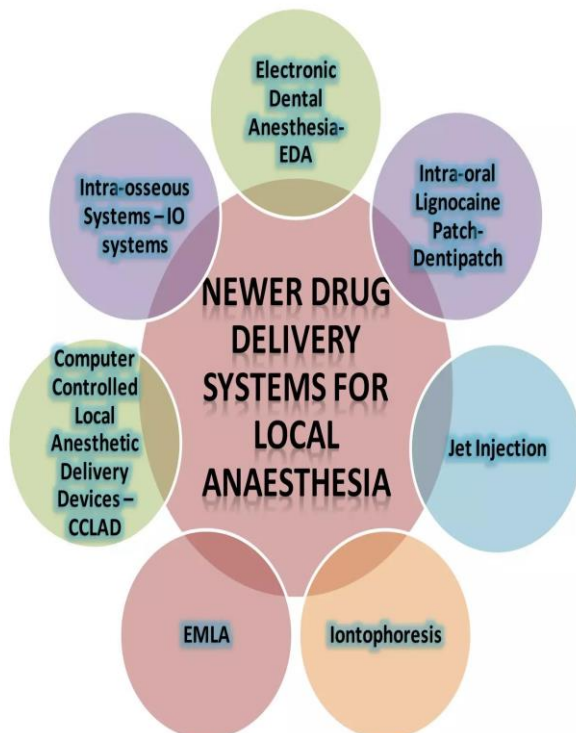 Electronic
Dental
Anesthesia-
EDA
Intra-oral
Lignocaine
Patch-
Dentipatch
Jet Injection
Iontophoresis
EMLA
Computer
Controlled
Local
Anesthetic
Delivery
Devices –
CCLAD
Intra-osseous
Systems – IO
systems
NEWER DRUG
DELIVERY
SYSTEMS FOR
LOCAL
ANAESTHESIA